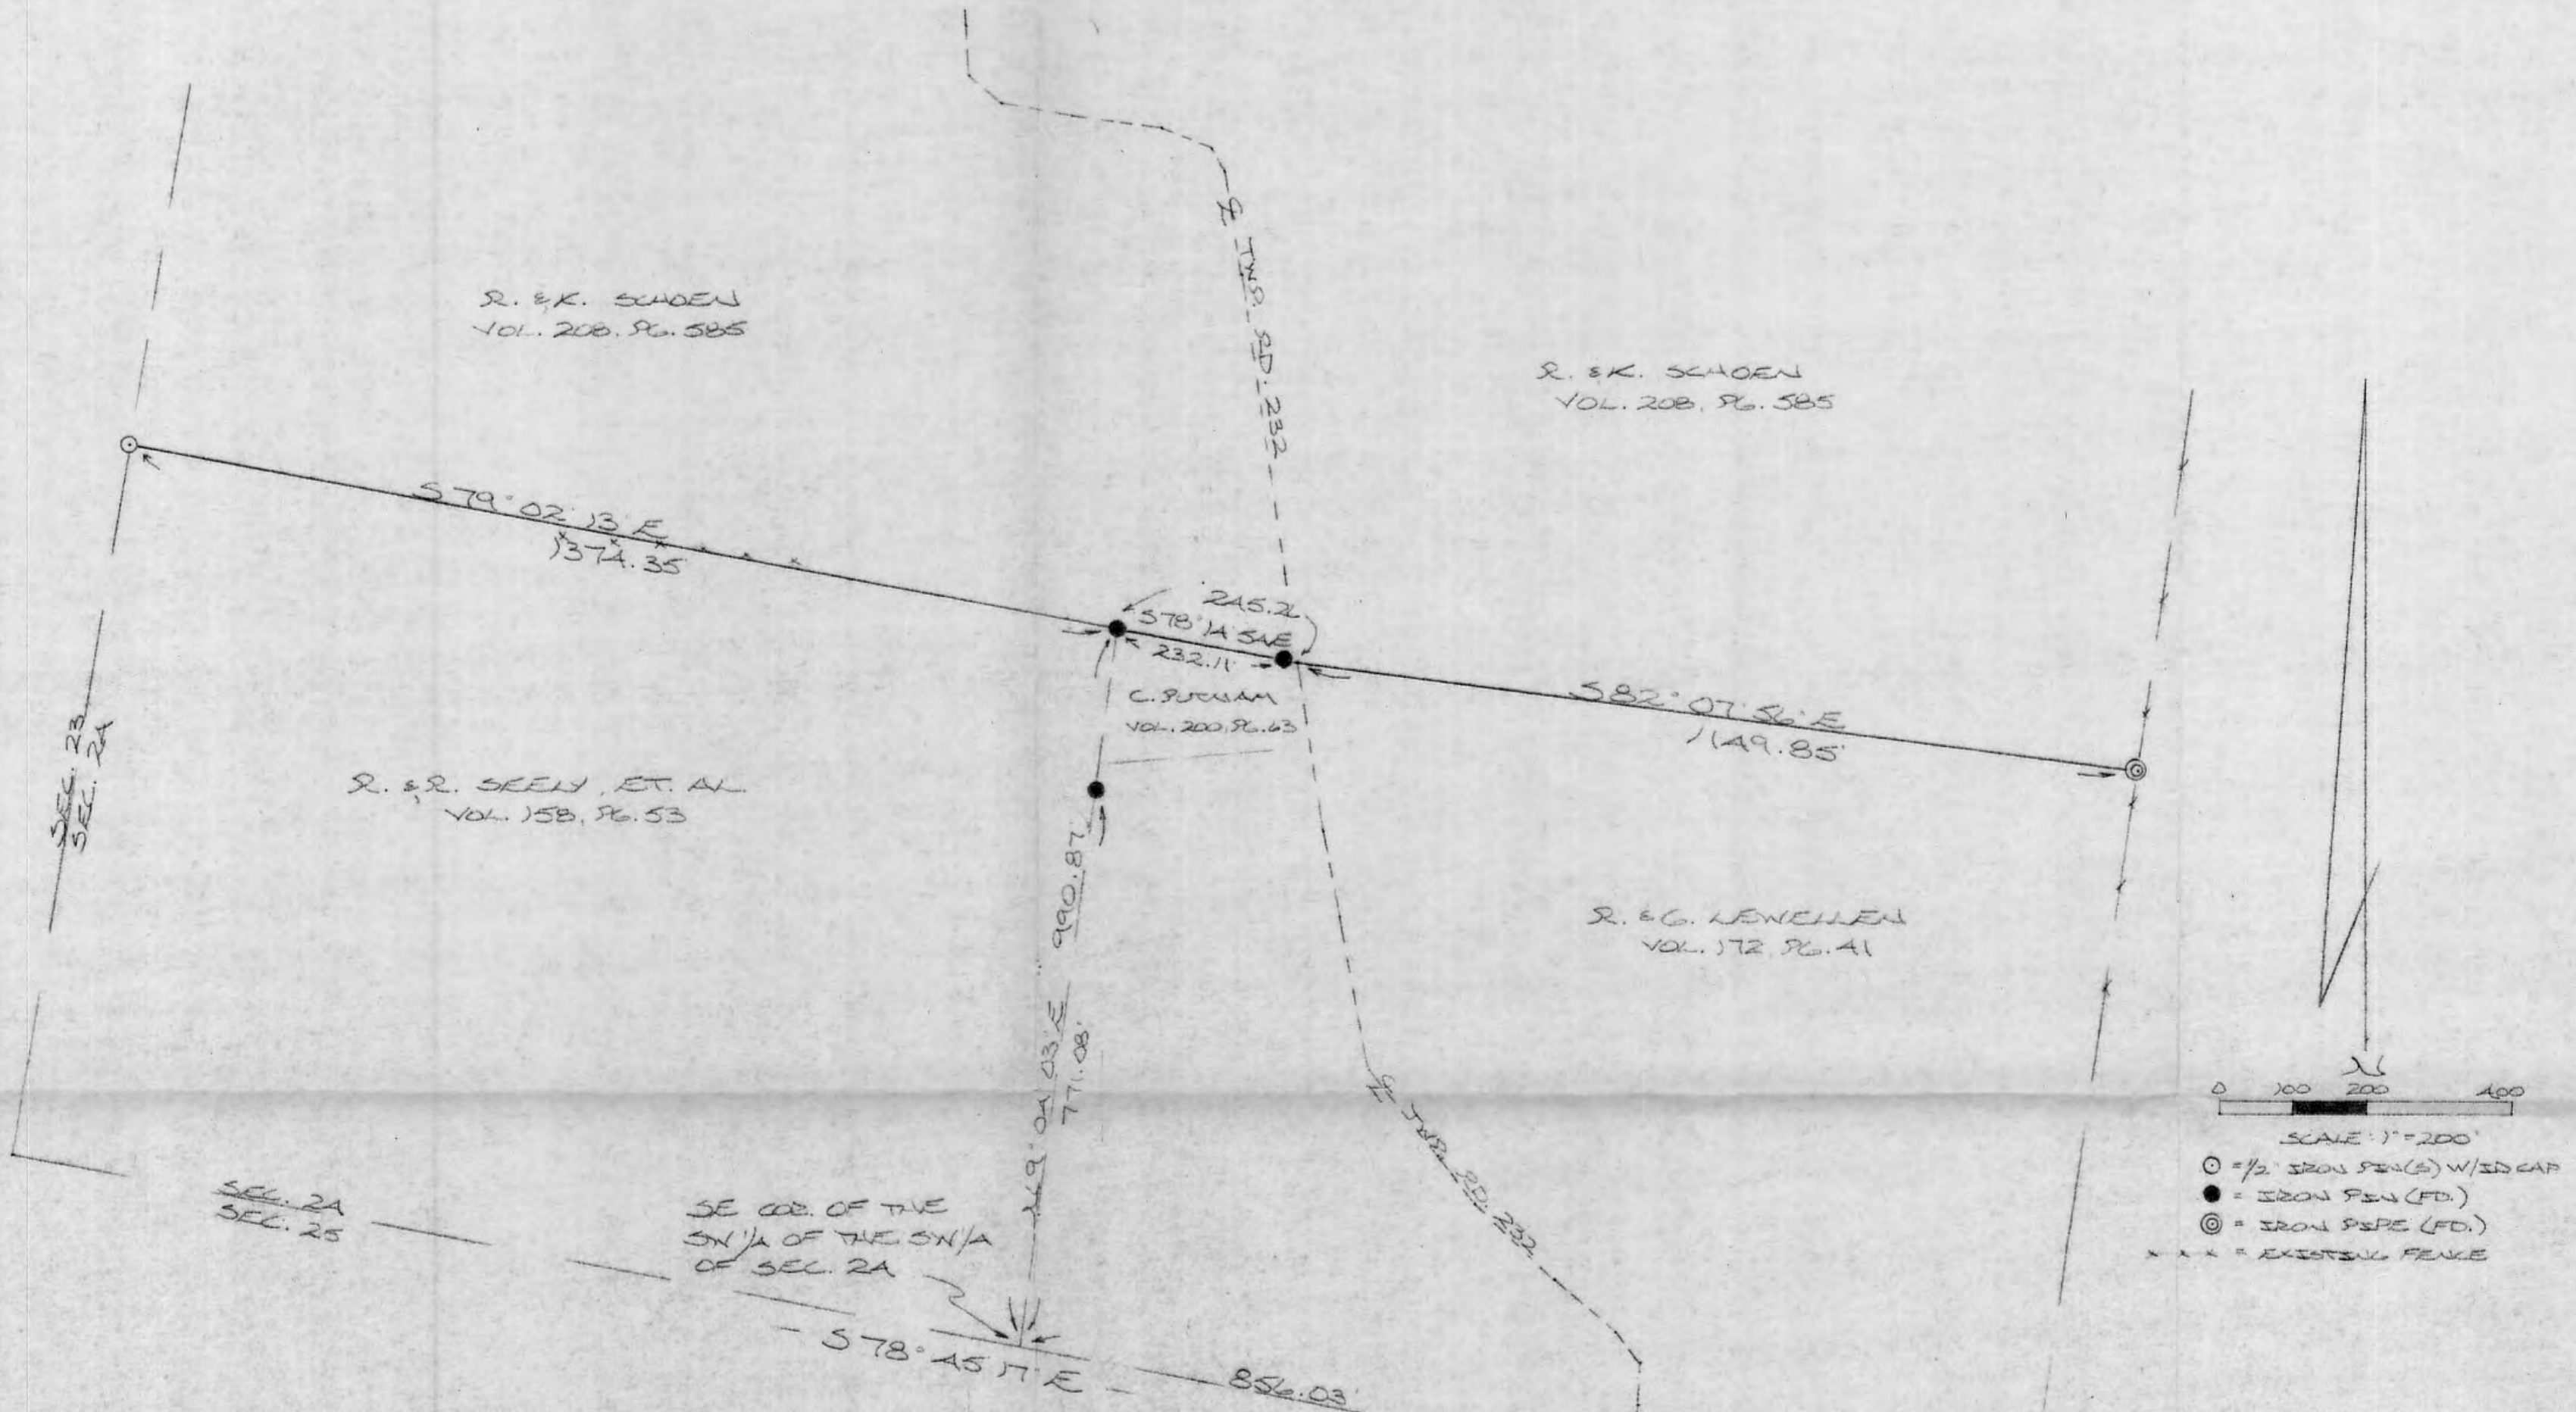 R. & K. SCHOEN
VOL. 208, PG. 585
℄ TWP. RD. 232
R. & K. SCHOEN
VOL. 208, PG. 585
S 79° 02' 13" E
1374.35
245.26
S 78° 14' 54" E
232.11'
C. PUTNAM
VOL. 200, PG. 63
S 82° 07' 56" E
1149.85'
SEC. 23
SEC. 24
R. & R. SEELY, ET. AL.
VOL. 158, PG. 53
N 9° 04' 03" E 990.87'
771.08'
R. & G. LEWELLEN
VOL. 172, PG. 41
℄ TWP. RD. 232
N
0 100 200 400
SCALE: 1" = 200'
= 1/2" IRON PIN(S) W/ID CAP
= IRON PIN (FD.)
= IRON PIPE (FD.)
x x x = EXISTING FENCE
SEC. 24
SEC. 25
SE COR. OF THE
SW 1/4 OF THE SW 1/4
OF SEC. 24
S 78° 45' 17" E 856.03'